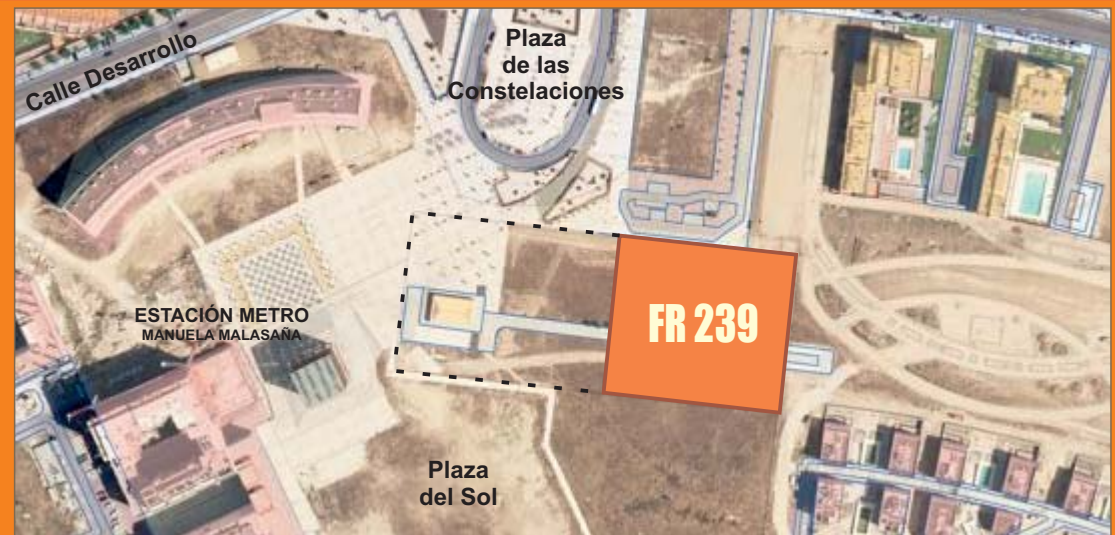 Calle Desarrollo
Plaza
de las
Constelaciones
ESTACIÓN METRO
MANUELA MALASAÑA
FR 239
Plaza
del Sol